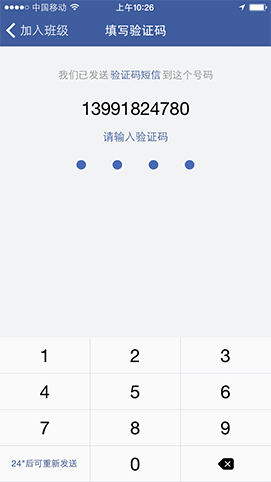 中国移动 上午10:26
加入班级 填写验证码
我们已发送 验证码短信 到这个号码
13991824780
请输入验证码
1 2 3
4 5 6
7 8 9
24"后可重新发送 0